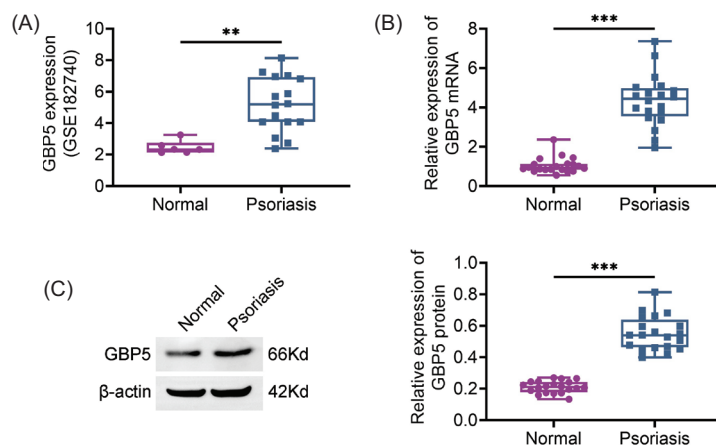 (A)
**
GBP5 expression
(GSE182740)
10
8
6
4
2
0
Normal Psoriasis
(B)
***
Relative expression of
GBP5 mRNA
8
6
4
2
0
Normal Psoriasis
(C)
Normal Psoriasis
GBP5 66Kd
β-actin 42Kd
***
Relative expression of
GBP5 protein
1.0
0.8
0.6
0.4
0.2
0.0
Normal Psoriasis